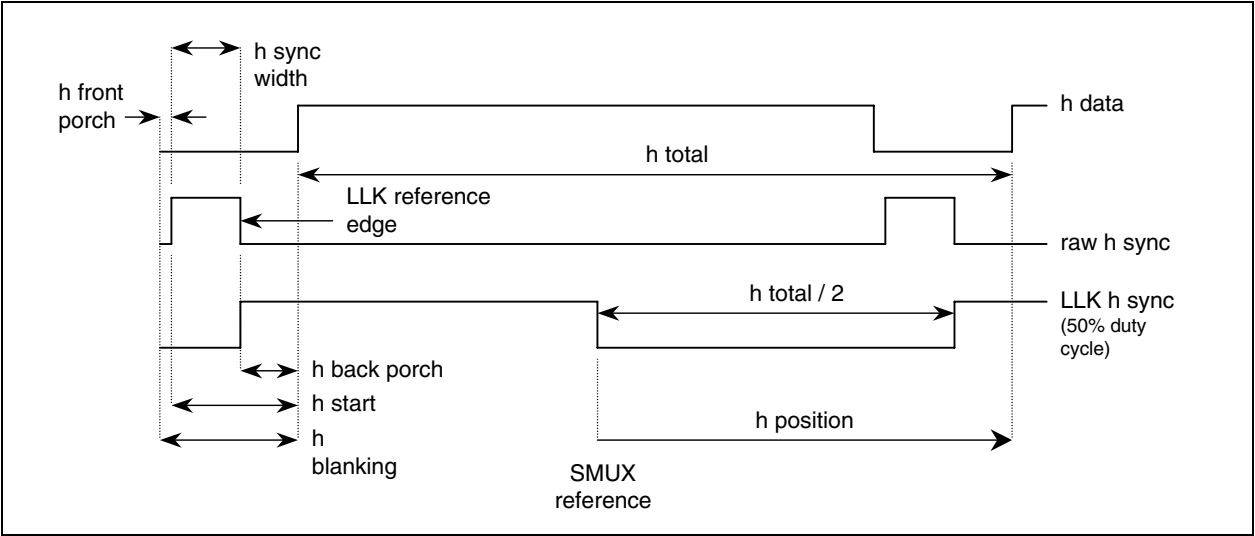 h sync
width
h front
porch
h data
h total
LLK reference
edge
raw h sync
h total / 2
LLK h sync
(50% duty
cycle)
h back porch
h start
h position
h
blanking
SMUX
reference